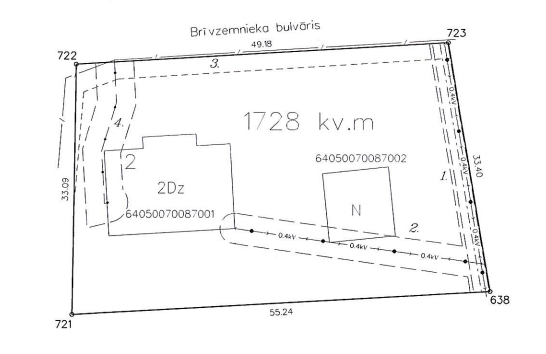 Brīvzemnieka bulvāris
49.18
723
722
3.
0.4kV
4.
1728 kv.m
0.4kV
33.40
2
64050070087002
1.
2Dz
33.09
64050070087001
N
0.4kV
2.
0.4kV
0.4kV
0.4kV
638
721
55.24